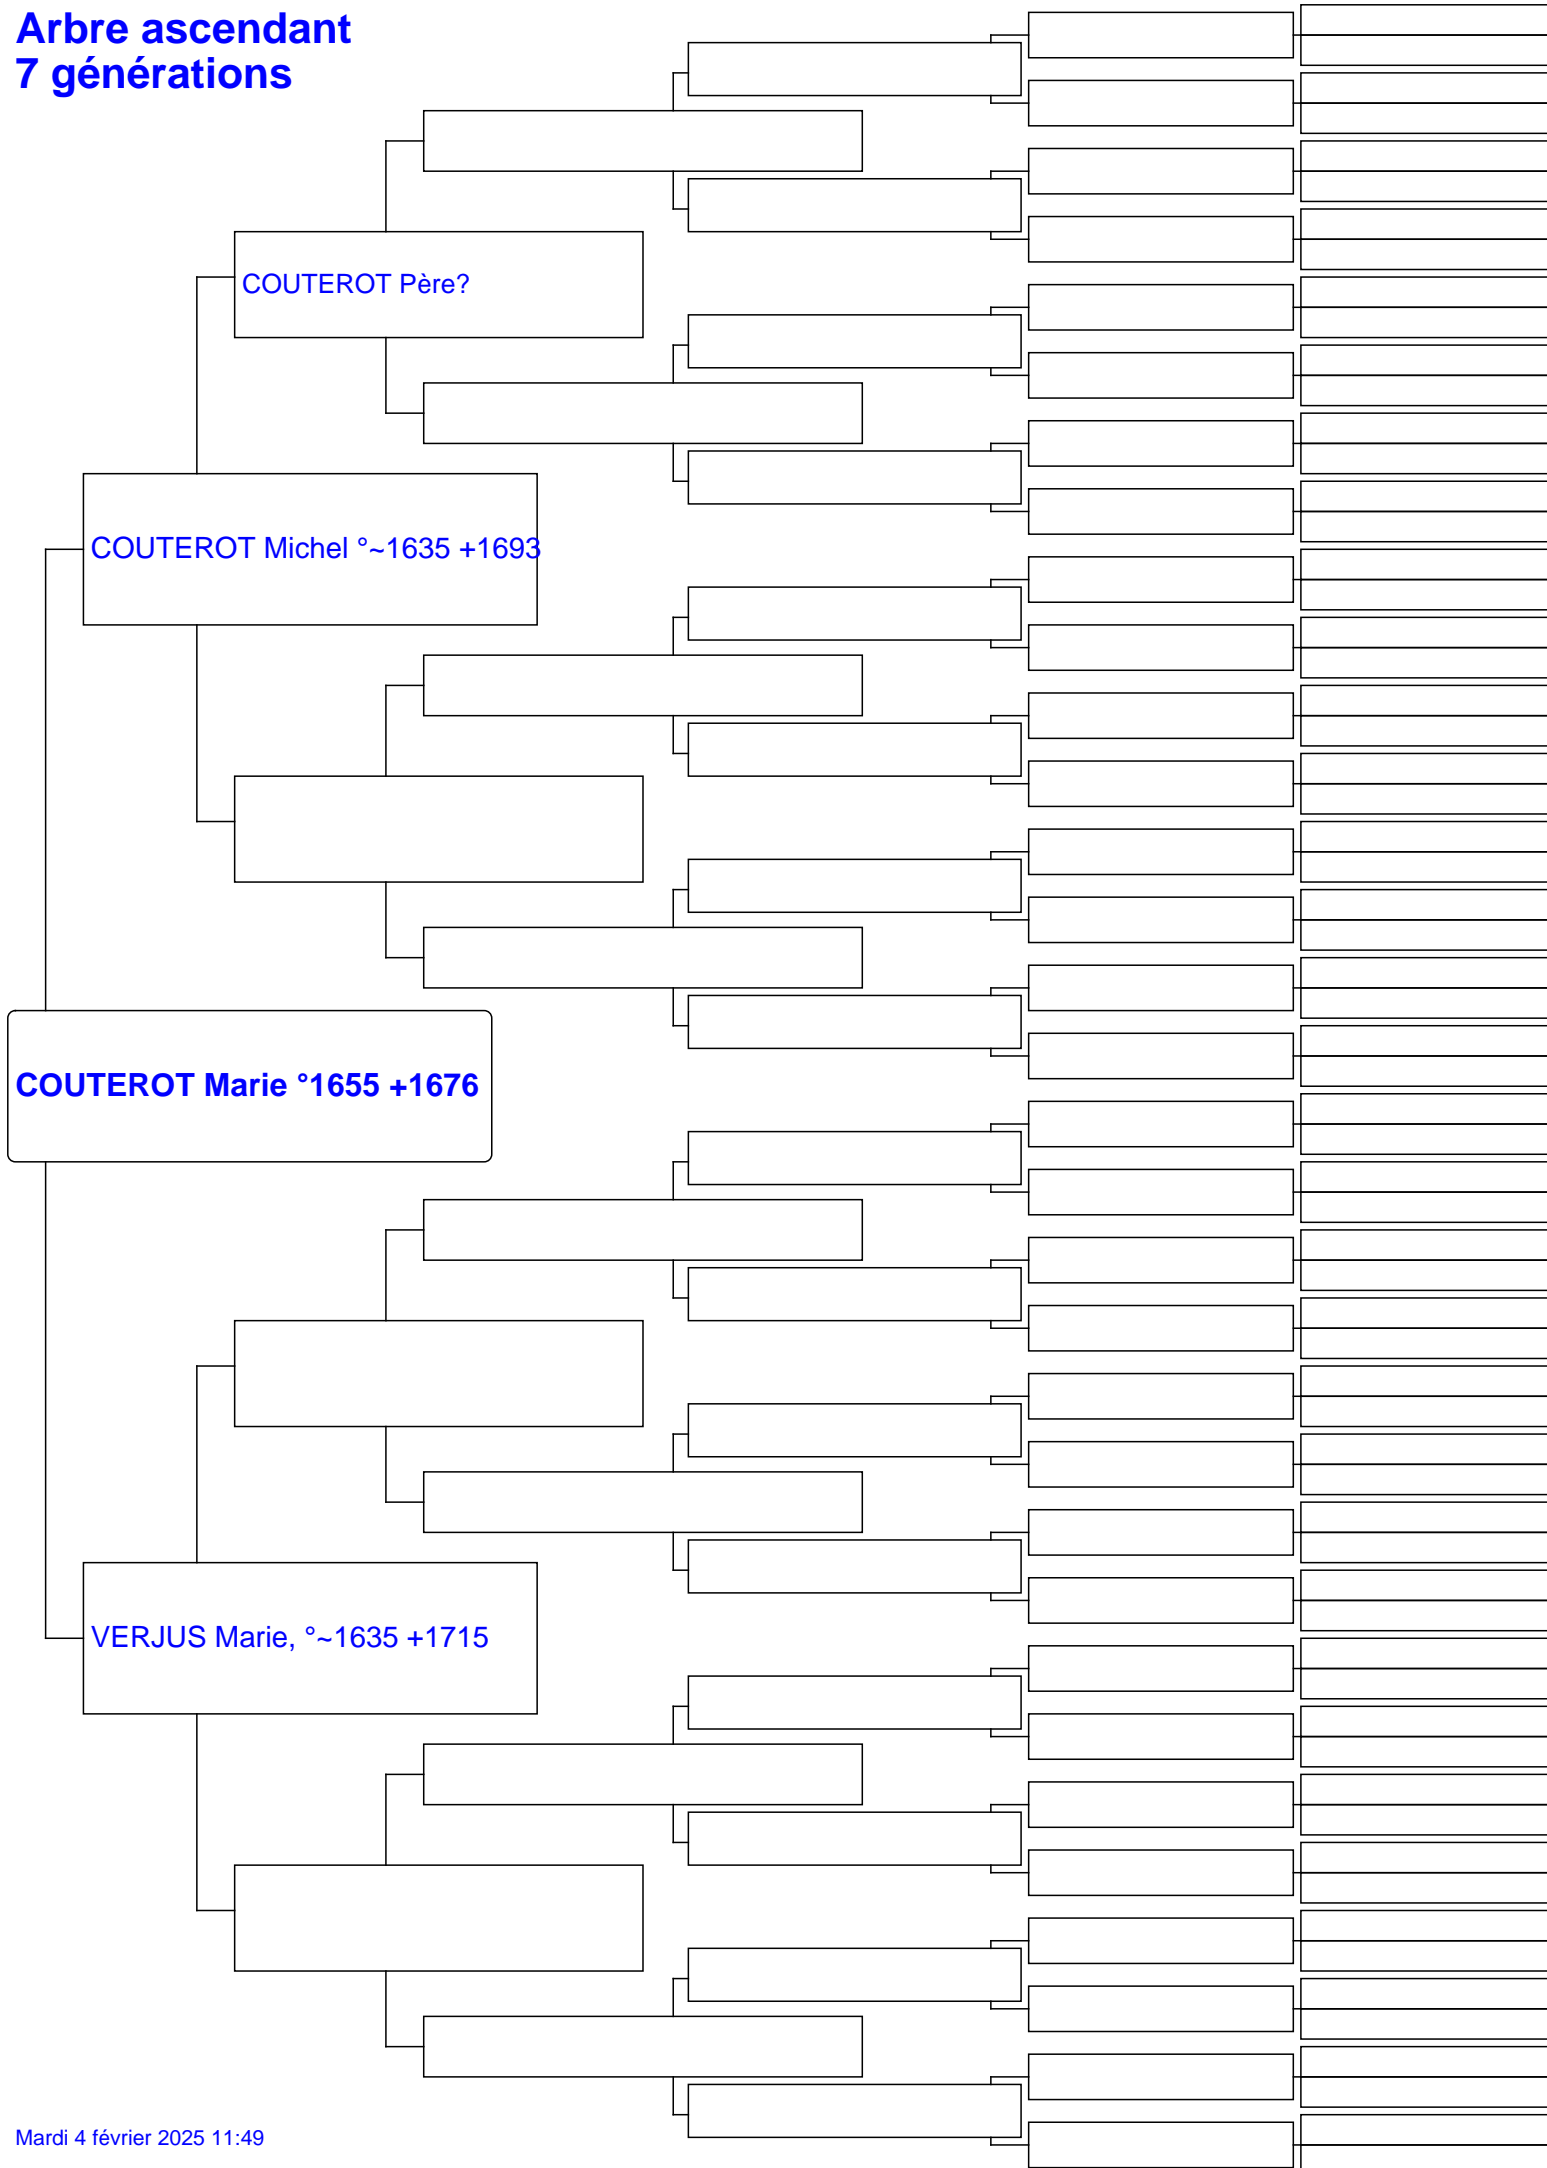 Arbre ascendant
7 générations
COUTEROT Père?
COUTEROT Michel °~1635 +1693
COUTEROT Marie °1655 +1676
VERJUS Marie, °~1635 +1715
Mardi 4 février 2025 11:49